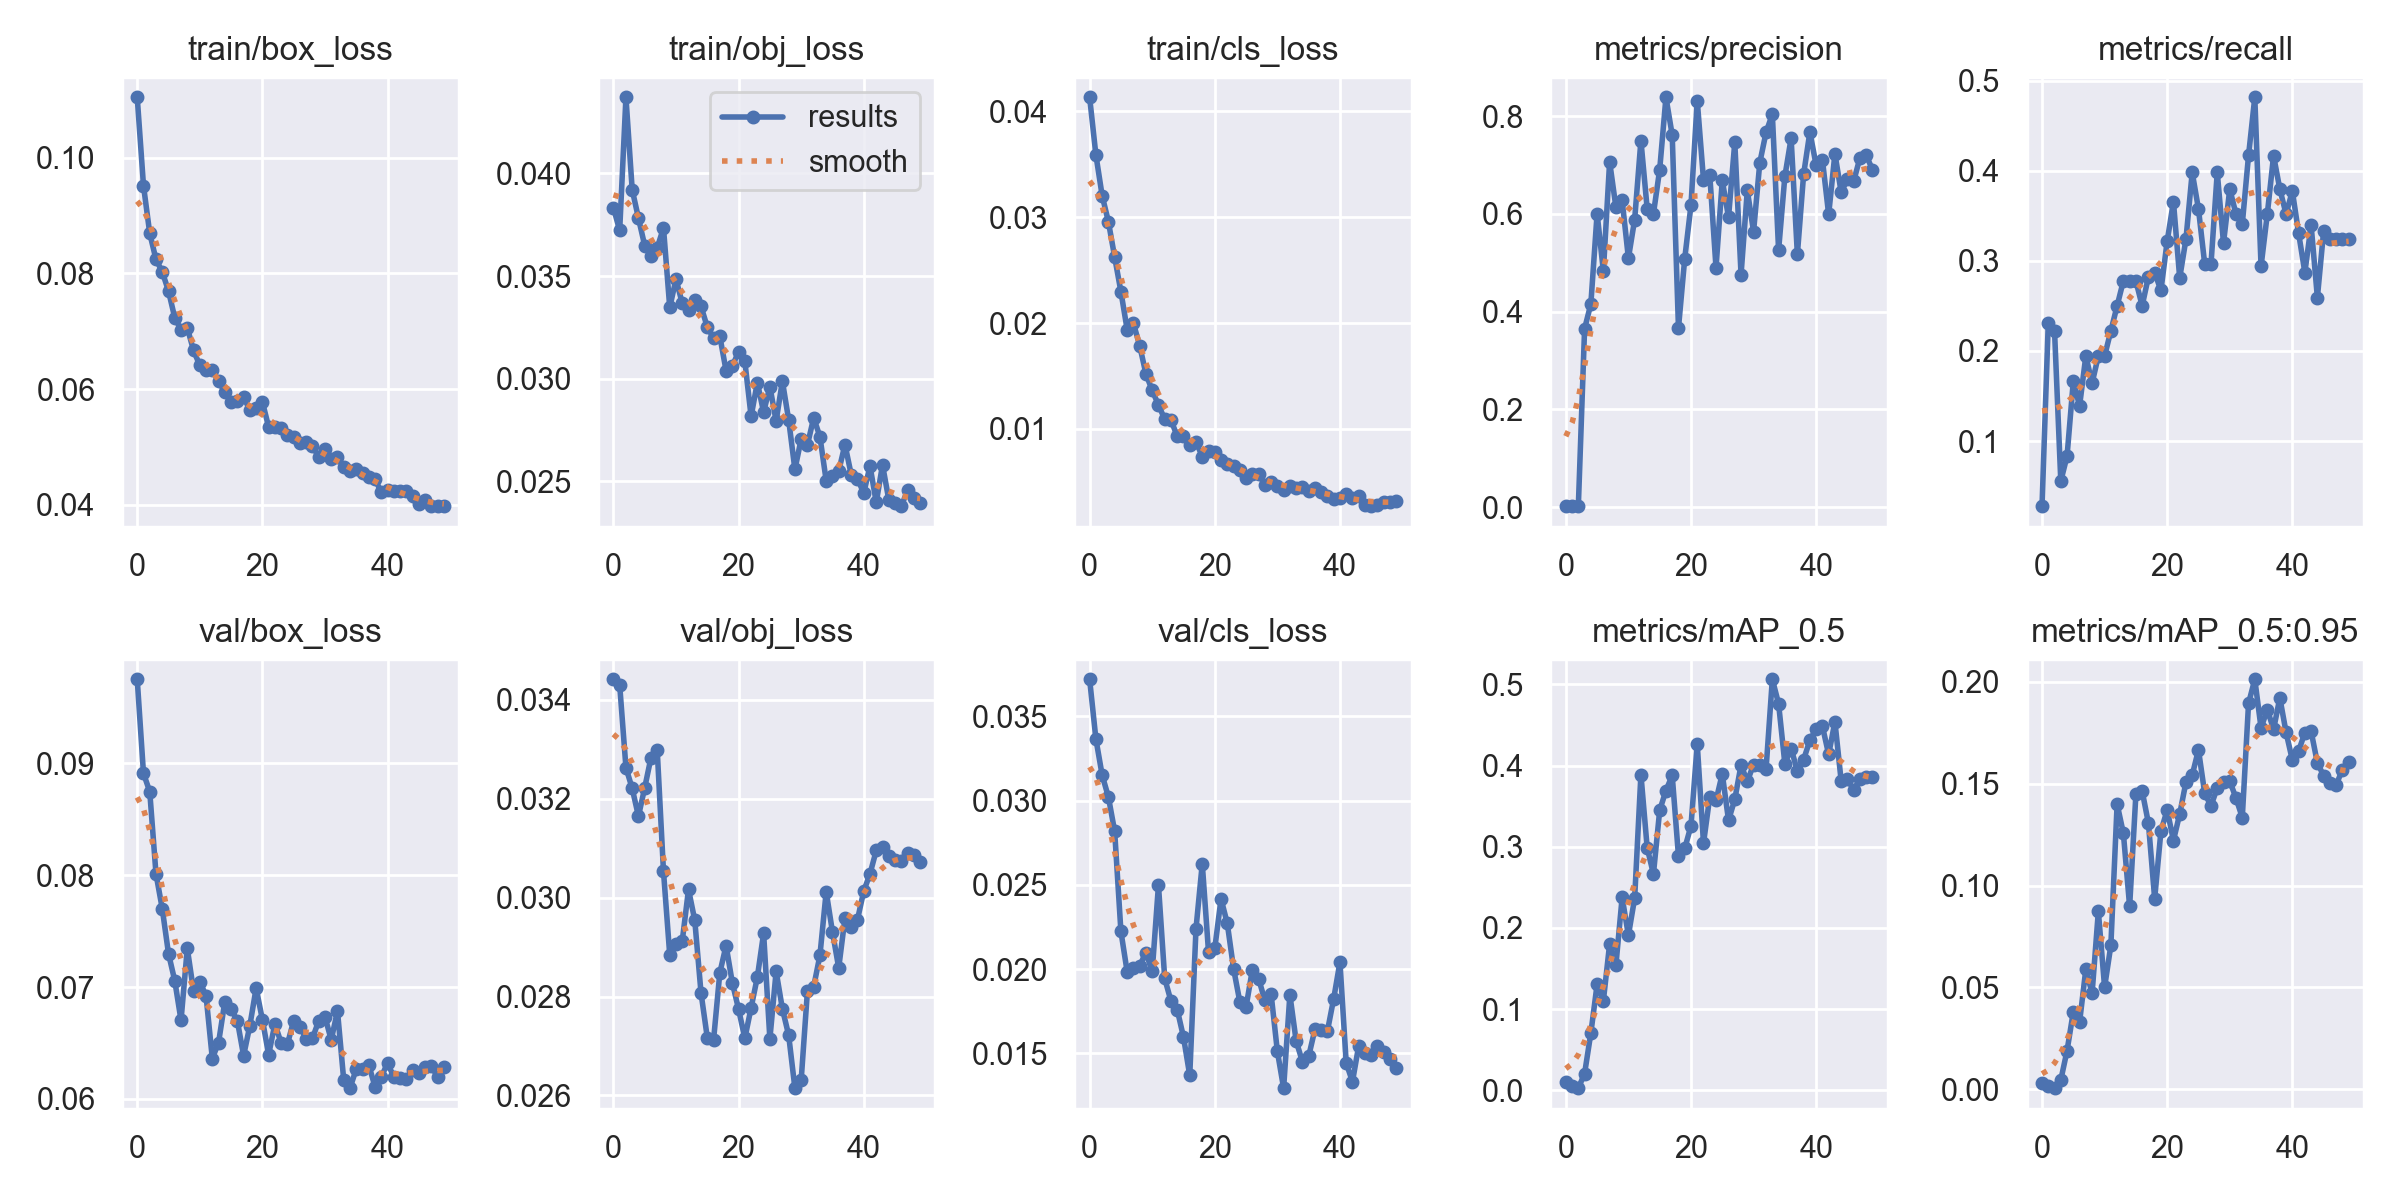 train/box_loss
0.10
0.08
0.06
0.04
0 20 40
train/obj_loss
results
smooth
0.040
0.035
0.030
0.025
0 20 40
train/cls_loss
0.04
0.03
0.02
0.01
0 20 40
metrics/precision
0.8
0.6
0.4
0.2
0.0
0 20 40
metrics/recall
0.5
0.4
0.3
0.2
0.1
0 20 40
val/box_loss
0.09
0.08
0.07
0.06
0 20 40
val/obj_loss
0.034
0.032
0.030
0.028
0.026
0 20 40
val/cls_loss
0.035
0.030
0.025
0.020
0.015
0 20 40
metrics/mAP_0.5
0.5
0.4
0.3
0.2
0.1
0.0
0 20 40
metrics/mAP_0.5:0.95
0.20
0.15
0.10
0.05
0.00
0 20 40